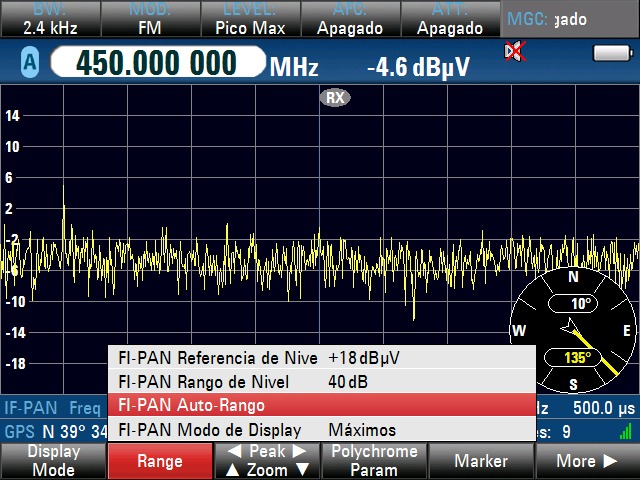 BW: MOD: LEVEL: AFC: ATT: MGC: gado
2.4 kHz FM Pico Max Apagado Apagado
A 450.000 000 MHz -4.6 dBµV
RX
14
10
6
2
-2
-6
-10
-14
-18
N
10°
W E
135°
S
FI-PAN Referencia de Nive +18 dBµV
FI-PAN Rango de Nivel 40 dB
FI-PAN Auto-Rango
FI-PAN Modo de Display Máximos
IF-PAN Freq Hz 500.0 µs
GPS N 39° 34 es: 9
Display Mode
Range
Peak
Zoom
Polychrome Param
Marker
More